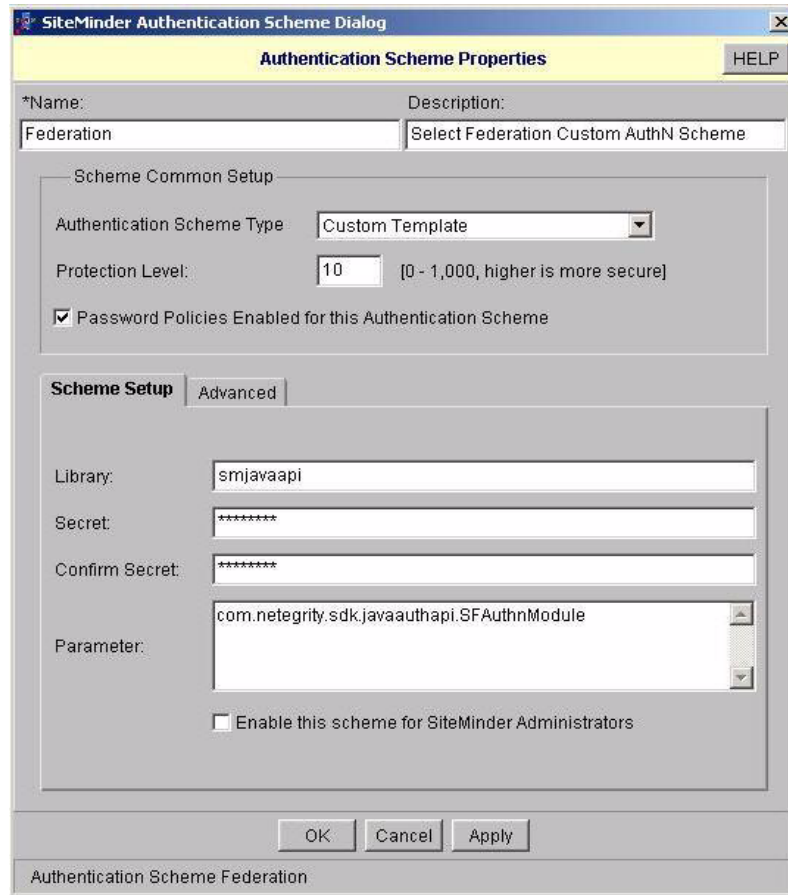 SiteMinder Authentication Scheme Dialog
Authentication Scheme Properties
HELP
*Name:
Description:
Federation
Select Federation Custom AuthN Scheme
Scheme Common Setup
Authentication Scheme Type
Custom Template
Protection Level:
10
[0 - 1,000, higher is more secure]
Password Policies Enabled for this Authentication Scheme
Scheme Setup
Advanced
Library:
smjavaapi
Secret:
********
Confirm Secret:
********
Parameter:
com.netegrity.sdk.javaauthapi.SFAuthnModule
Enable this scheme for SiteMinder Administrators
OK
Cancel
Apply
Authentication Scheme Federation